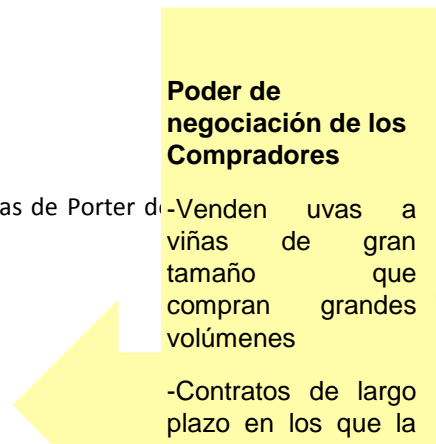 Poder de
negociación de los
Compradores
as de Porter d
-Venden uvas a
viñas de gran
tamaño que
compran grandes
volúmenes
-Contratos de largo
plazo en los que la